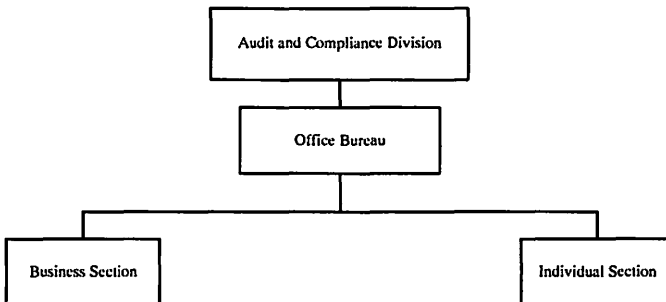 Audit and Compliance Division
Office Bureau
Business Section
Individual Section